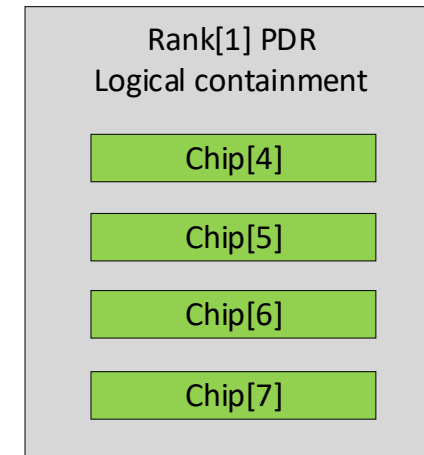 Rank[1] PDR
Logical containment
Chip[4]
Chip[5]
Chip[6]
Chip[7]